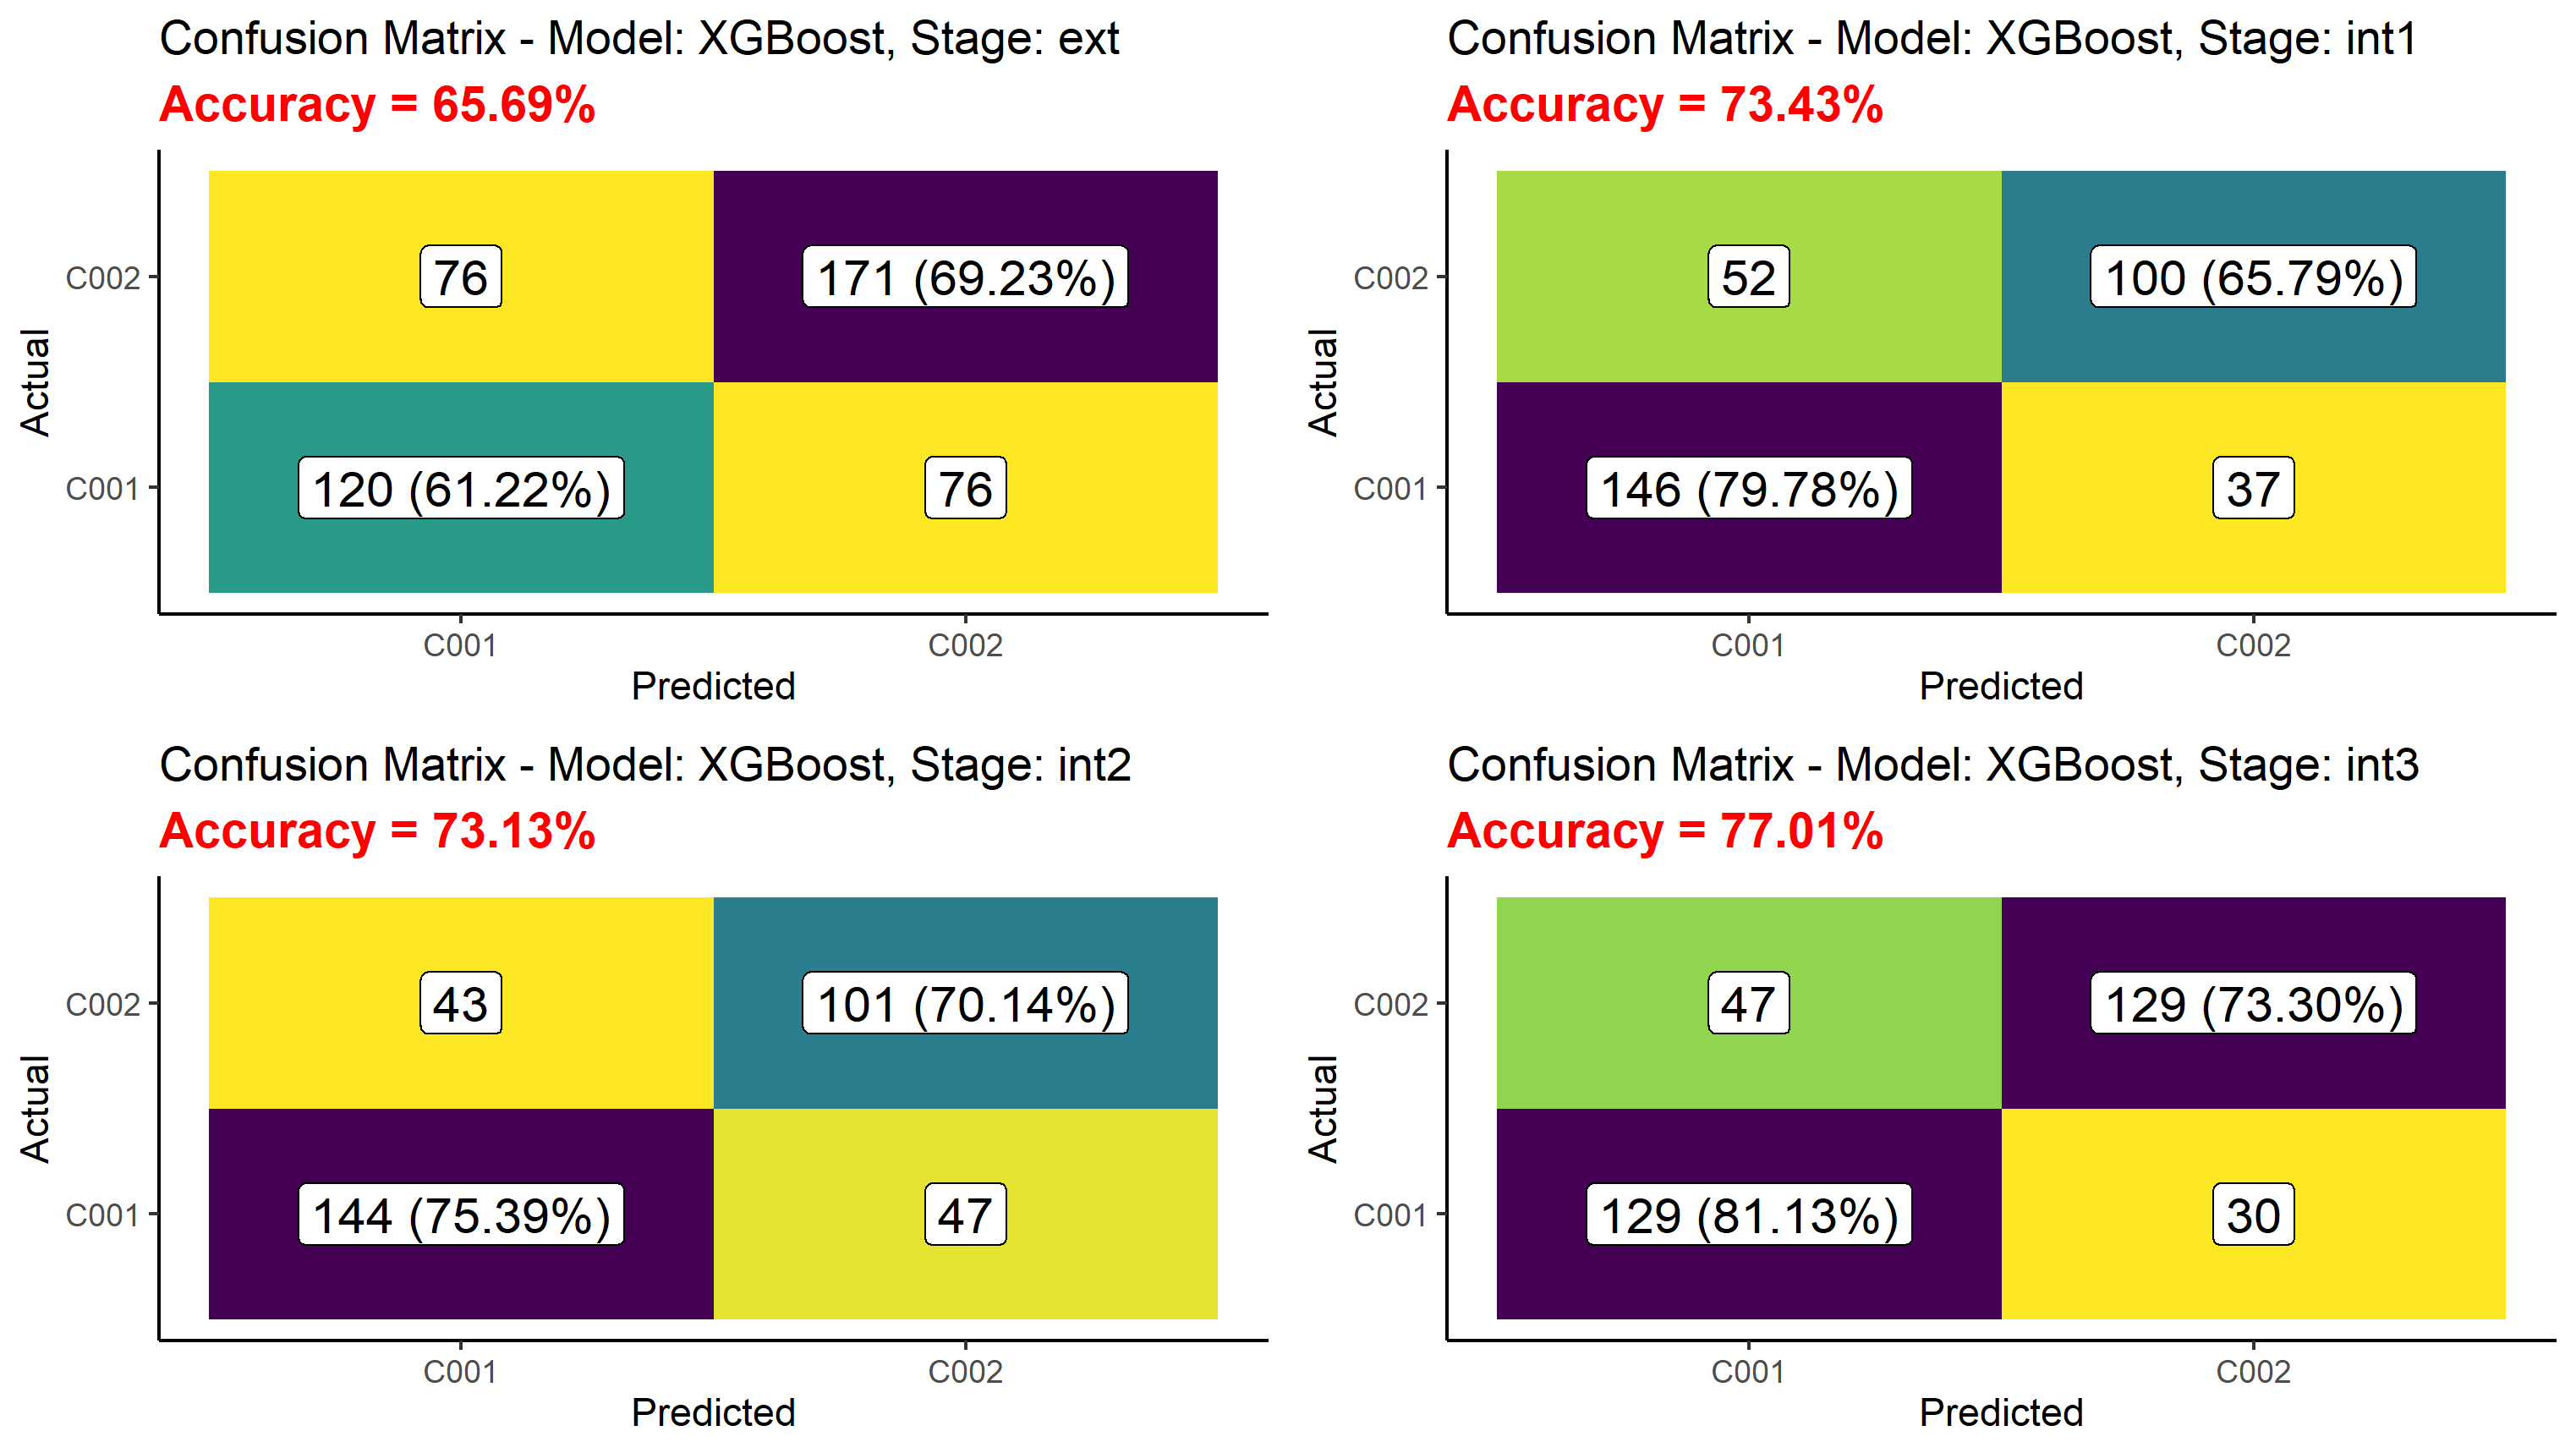 Confusion Matrix - Model: XGBoost, Stage: ext
Accuracy = 65.69%
Actual
C002
76
171 (69.23%)
C001
120 (61.22%)
76
C001
C002
Predicted
Confusion Matrix - Model: XGBoost, Stage: int1
Accuracy = 73.43%
Actual
C002
52
100 (65.79%)
C001
146 (79.78%)
37
C001
C002
Predicted
Confusion Matrix - Model: XGBoost, Stage: int2
Accuracy = 73.13%
Actual
C002
43
101 (70.14%)
C001
144 (75.39%)
47
C001
C002
Predicted
Confusion Matrix - Model: XGBoost, Stage: int3
Accuracy = 77.01%
Actual
C002
47
129 (73.30%)
C001
129 (81.13%)
30
C001
C002
Predicted